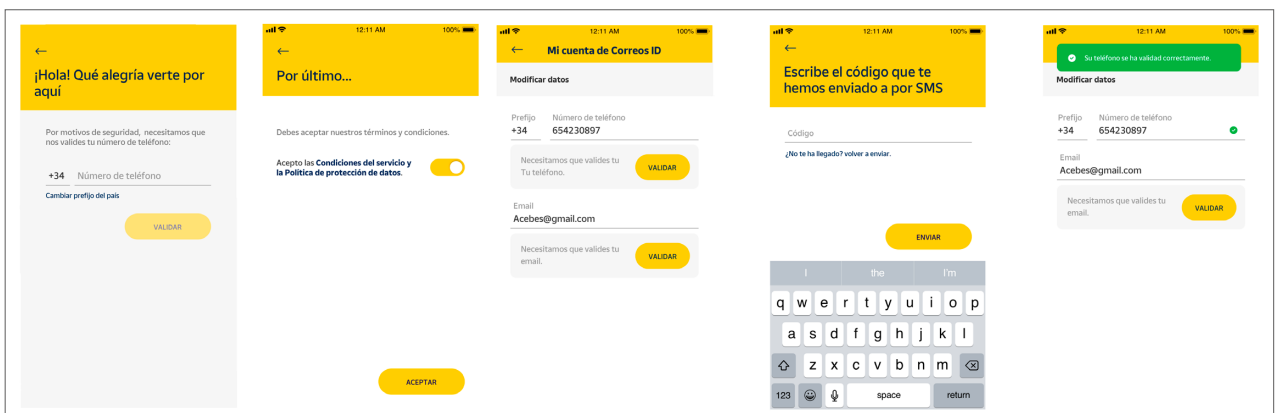 ←
¡Hola! Qué alegría verte por
aquí
Por motivos de seguridad, necesitamos que
nos valides tu número de teléfono:
+34 Número de teléfono
Cambiar prefijo del país
VALIDAR
12:11 AM 100%
←
Por último...
Debes aceptar nuestros términos y condiciones.
Acepto las Condiciones del servicio y
la Política de protección de datos.
ACEPTAR
12:11 AM 100%
← Mi cuenta de Correos ID
Modificar datos
Prefijo Número de teléfono
+34 654230897
Necesitamos que valides tu
Tu teléfono.
VALIDAR
Email
Acebes@gmail.com
Necesitamos que valides tu
email.
VALIDAR
12:11 AM 100%
←
Escribe el código que te
hemos enviado a por SMS
Código
¿No te ha llegado? volver a enviar.
ENVIAR
I the I'm
q w e r t y u i o p
a s d f g h j k l
z x c v b n m
123 space return
12:11 AM 100%
Su teléfono se ha validad correctamente.
Modificar datos
Prefijo Número de teléfono
+34 654230897
Email
Acebes@gmail.com
Necesitamos que valides tu
email.
VALIDAR